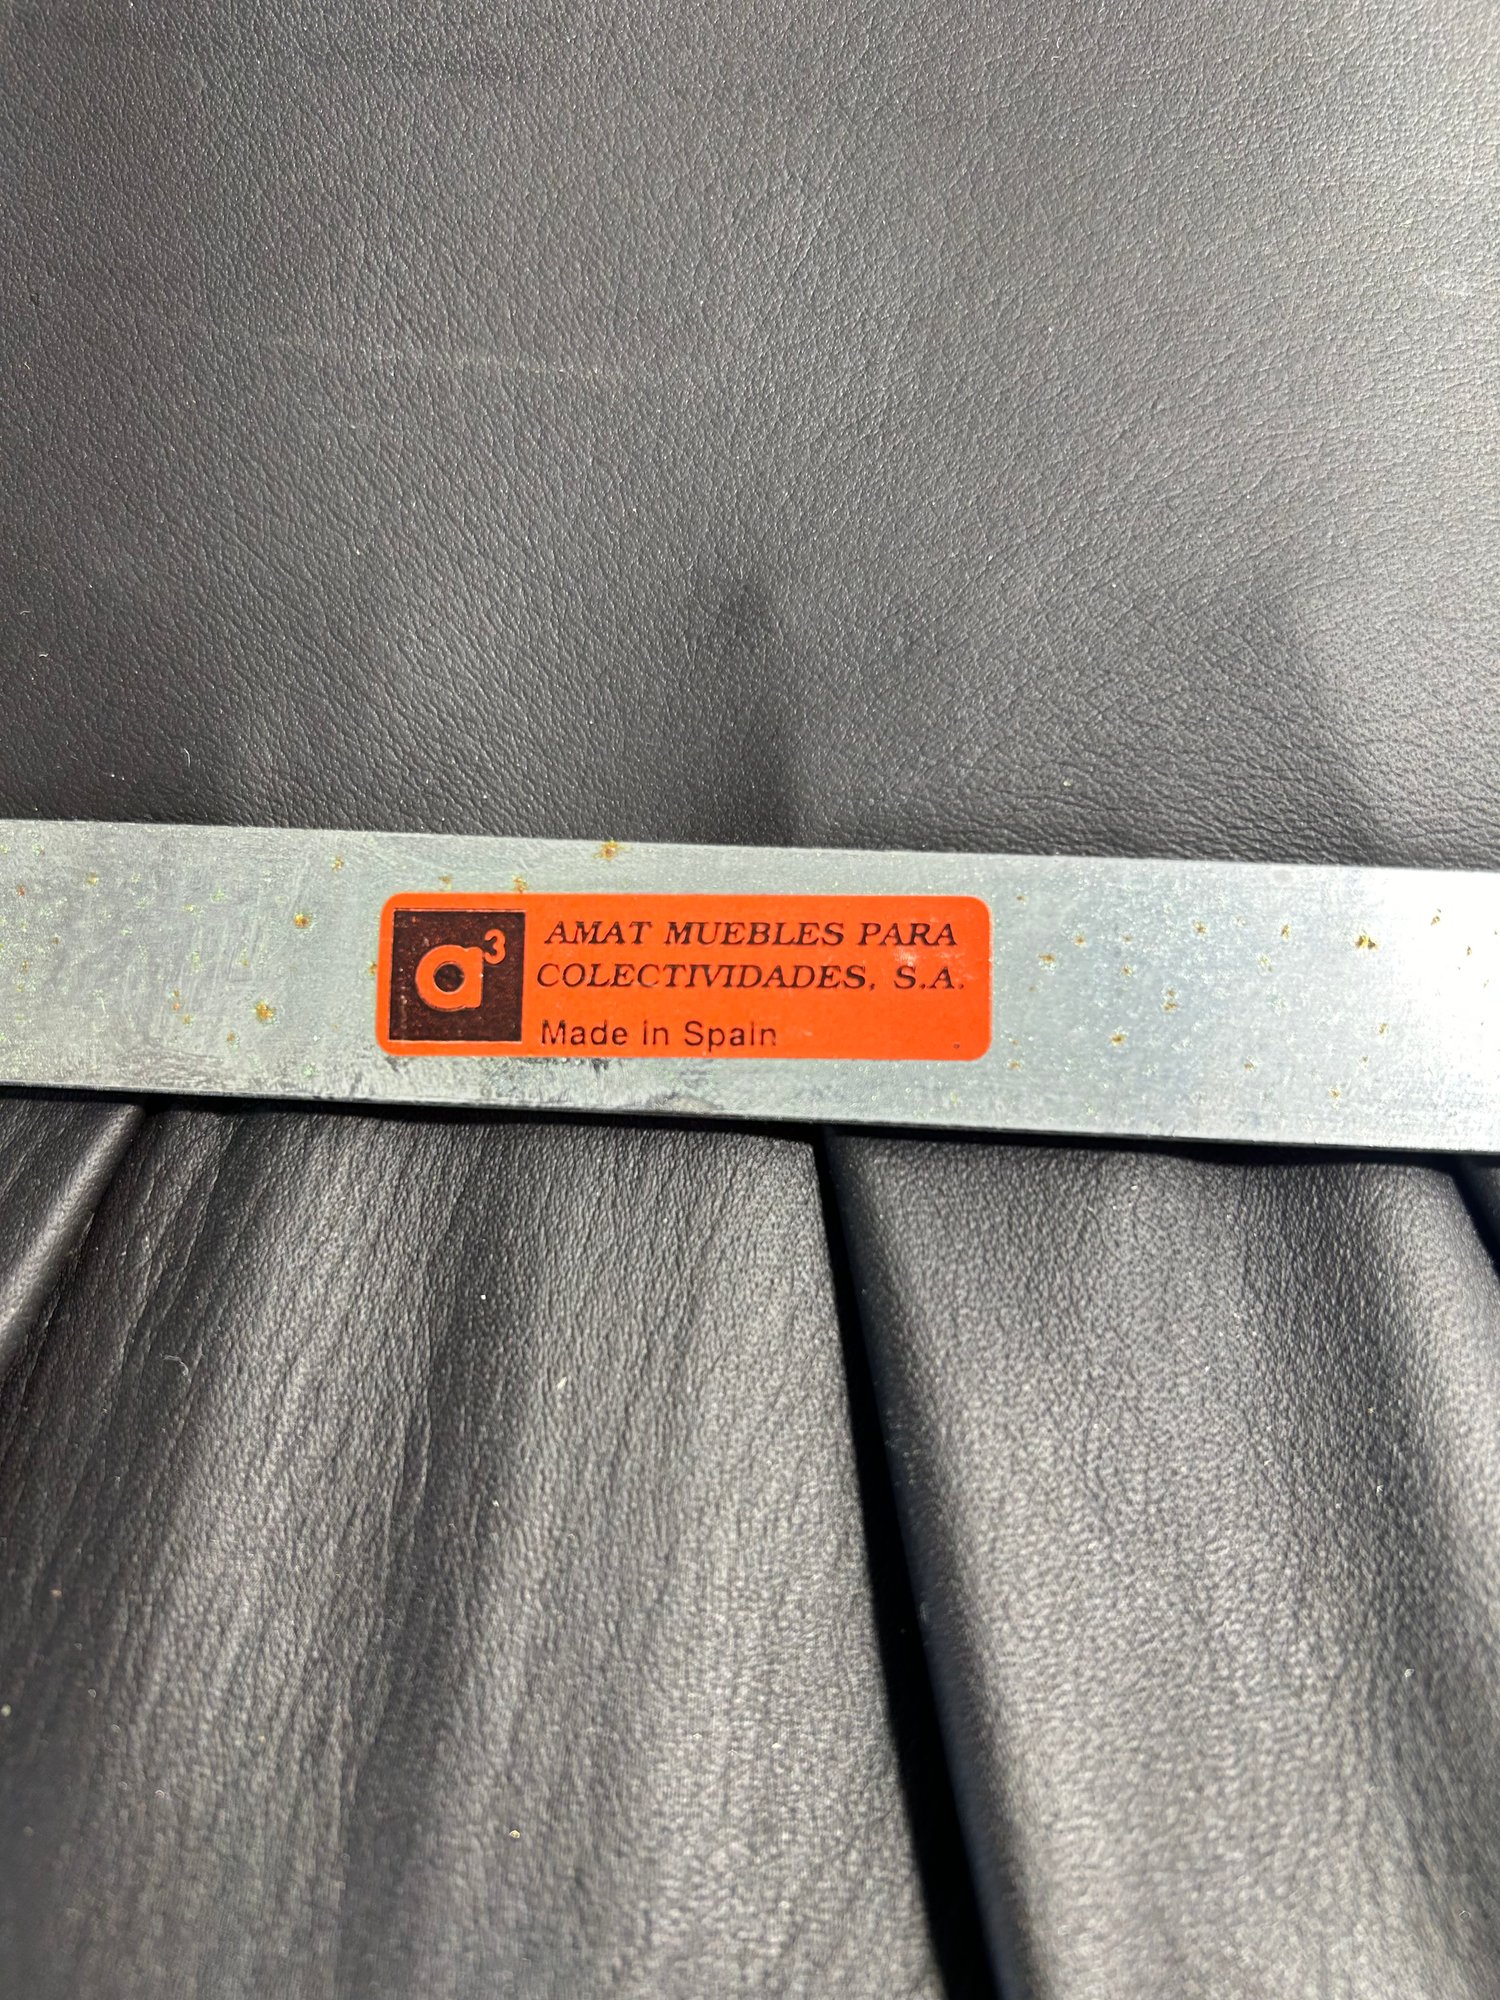 a³
AMAT MUEBLES PARA
COLECTIVIDADES, S.A.
Made in Spain